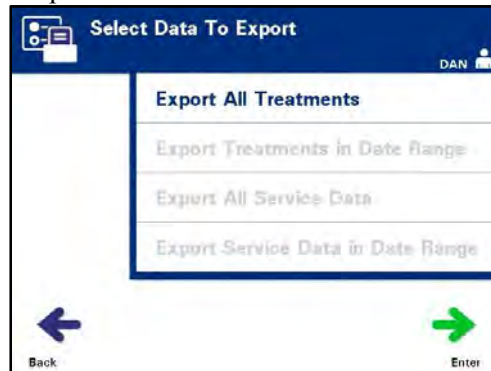 Select Data To Export
DAN
Export All Treatments
Export Treatments in Date Range
Export All Service Data
Export Service Data in Date Range
Back
Enter